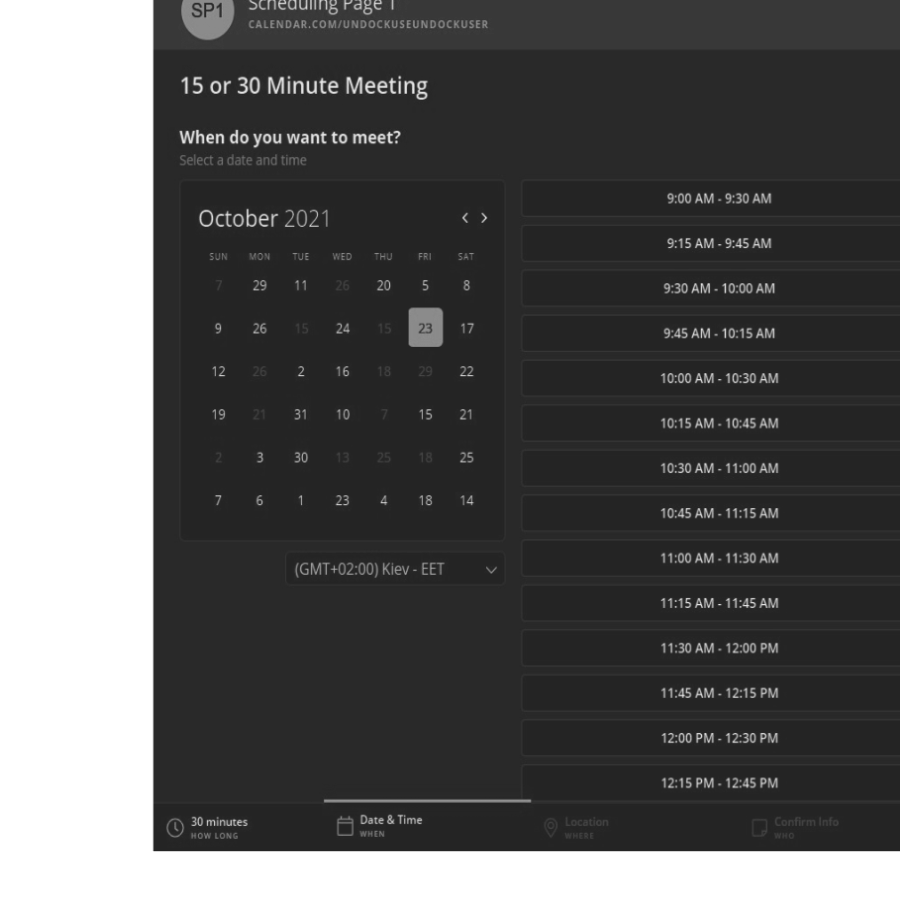 SP1
Scheduling Page 1
CALENDAR.COM/UNDOCKUSEUNDOCKUSER
15 or 30 Minute Meeting
When do you want to meet?
Select a date and time
October 2021
SUN MON TUE WED THU FRI SAT
7 29 11 26 20 5 8
9 26 15 24 15 23 17
12 26 2 16 18 29 22
19 21 31 10 7 15 21
2 3 30 13 25 18 25
7 6 1 23 4 18 14
(GMT+02:00) Kiev - EET
9:00 AM - 9:30 AM
9:15 AM - 9:45 AM
9:30 AM - 10:00 AM
9:45 AM - 10:15 AM
10:00 AM - 10:30 AM
10:15 AM - 10:45 AM
10:30 AM - 11:00 AM
10:45 AM - 11:15 AM
11:00 AM - 11:30 AM
11:15 AM - 11:45 AM
11:30 AM - 12:00 PM
11:45 AM - 12:15 PM
12:00 PM - 12:30 PM
12:15 PM - 12:45 PM
30 minutes
HOW LONG
Date & Time
WHEN
Location
WHERE
Confirm Info
WHO